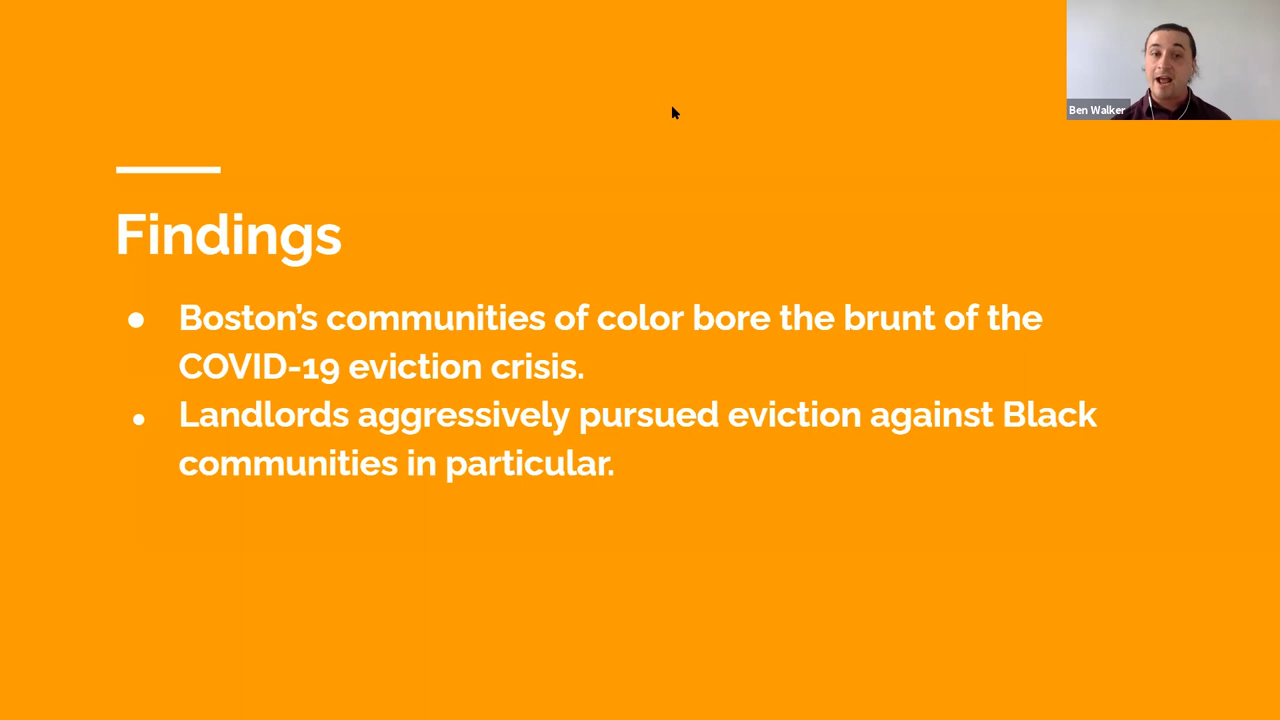 Ben Walker
Findings
● Boston’s communities of color bore the brunt of the
COVID-19 eviction crisis.
● Landlords aggressively pursued eviction against Black
communities in particular.